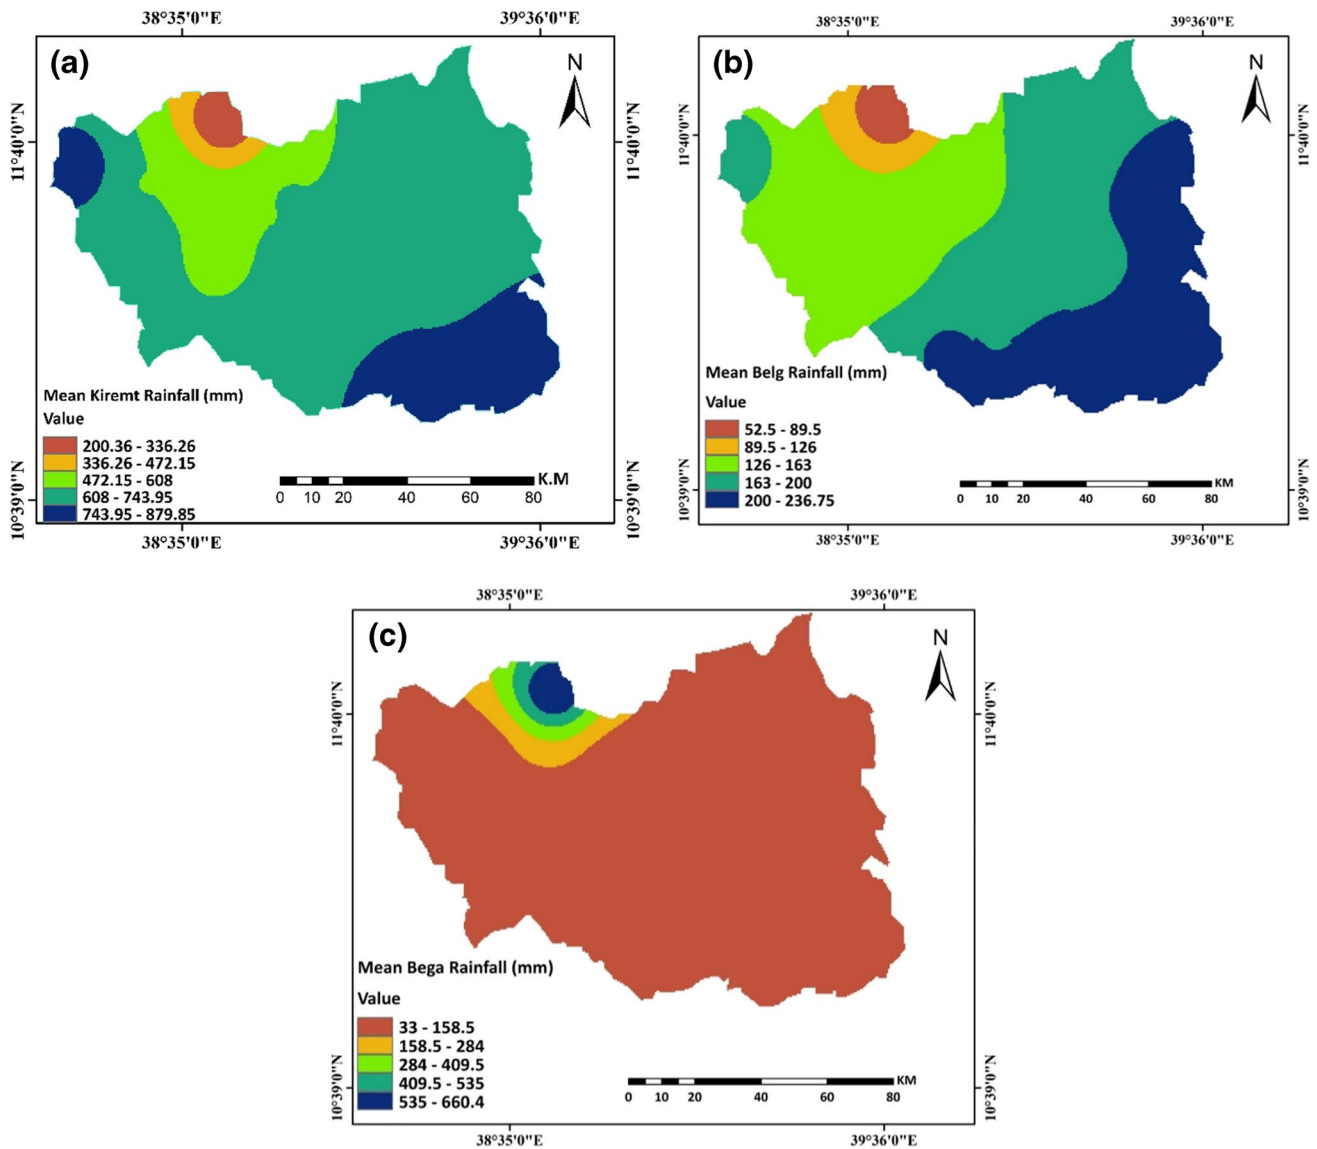 38°35'0"E 39°36'0"E
(a)
N
11°40'0"N 11°40'0"N
Mean Kiremt Rainfall (mm)
Value
200.36 - 336.26
336.26 - 472.15
472.15 - 608
608 - 743.95
743.95 - 879.85
K.M
0 10 20 40 60 80
10°39'0"N 10°39'0"N
38°35'0"E 39°36'0"E
38°35'0"E 39°36'0"E
(b)
N
11°40'0"N 11°40'0"N
Mean Belg Rainfall (mm)
Value
52.5 - 89.5
89.5 - 126
126 - 163
163 - 200
200 - 236.75
KM
0 10 20 40 60 80
10°39'0"N 10°39'0"N
38°35'0"E 39°36'0"E
38°35'0"E 39°36'0"E
(c)
N
11°40'0"N 11°40'0"N
Mean Bega Rainfall (mm)
Value
33 - 158.5
158.5 - 284
284 - 409.5
409.5 - 535
535 - 660.4
KM
0 10 20 40 60 80
10°39'0"N 10°39'0"N
38°35'0"E 39°36'0"E